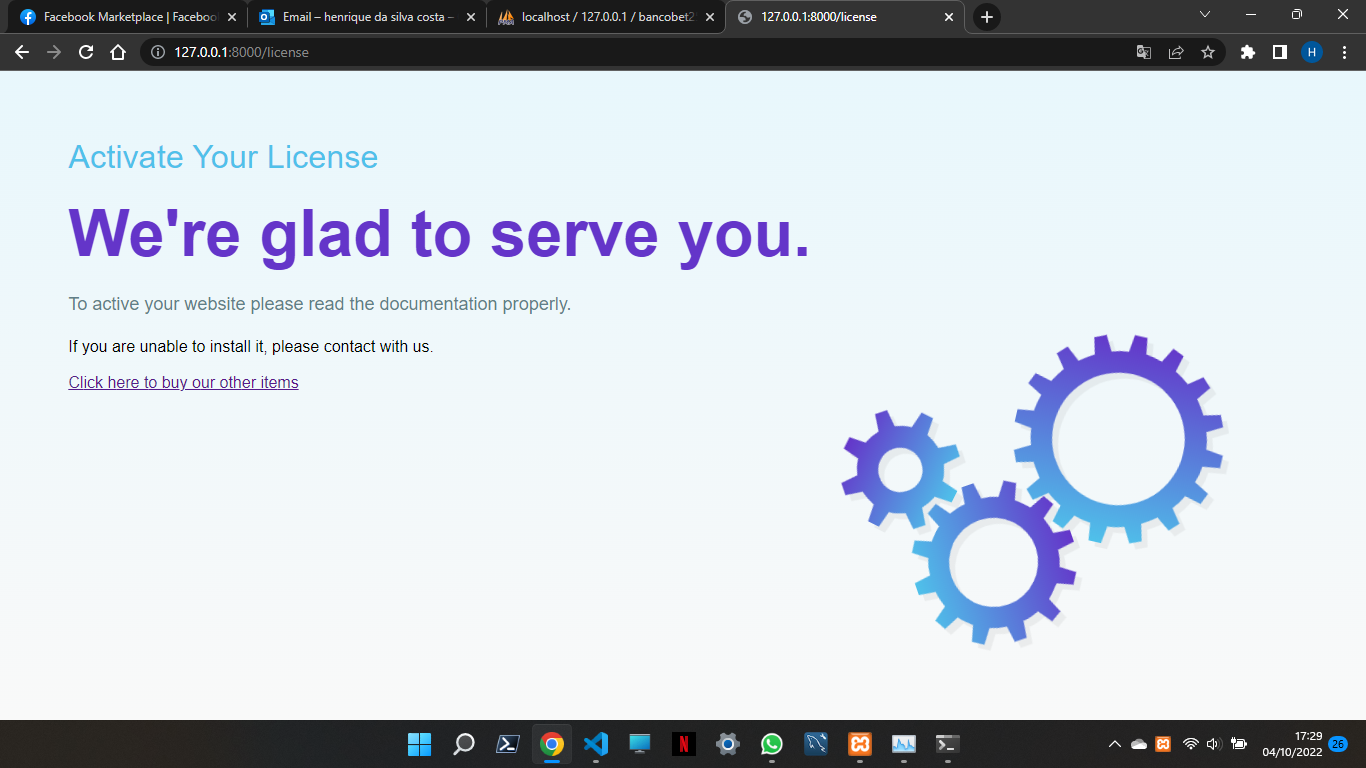 Facebook Marketplace | Faceboo
Email – henrique da silva costa –
localhost / 127.0.0.1 / bancobet2
127.0.0.1:8000/license
127.0.0.1:8000/license
H
Activate Your License
We're glad to serve you.
To active your website please read the documentation properly.
If you are unable to install it, please contact with us.
Click here to buy our other items
N
17:29
04/10/2022
26